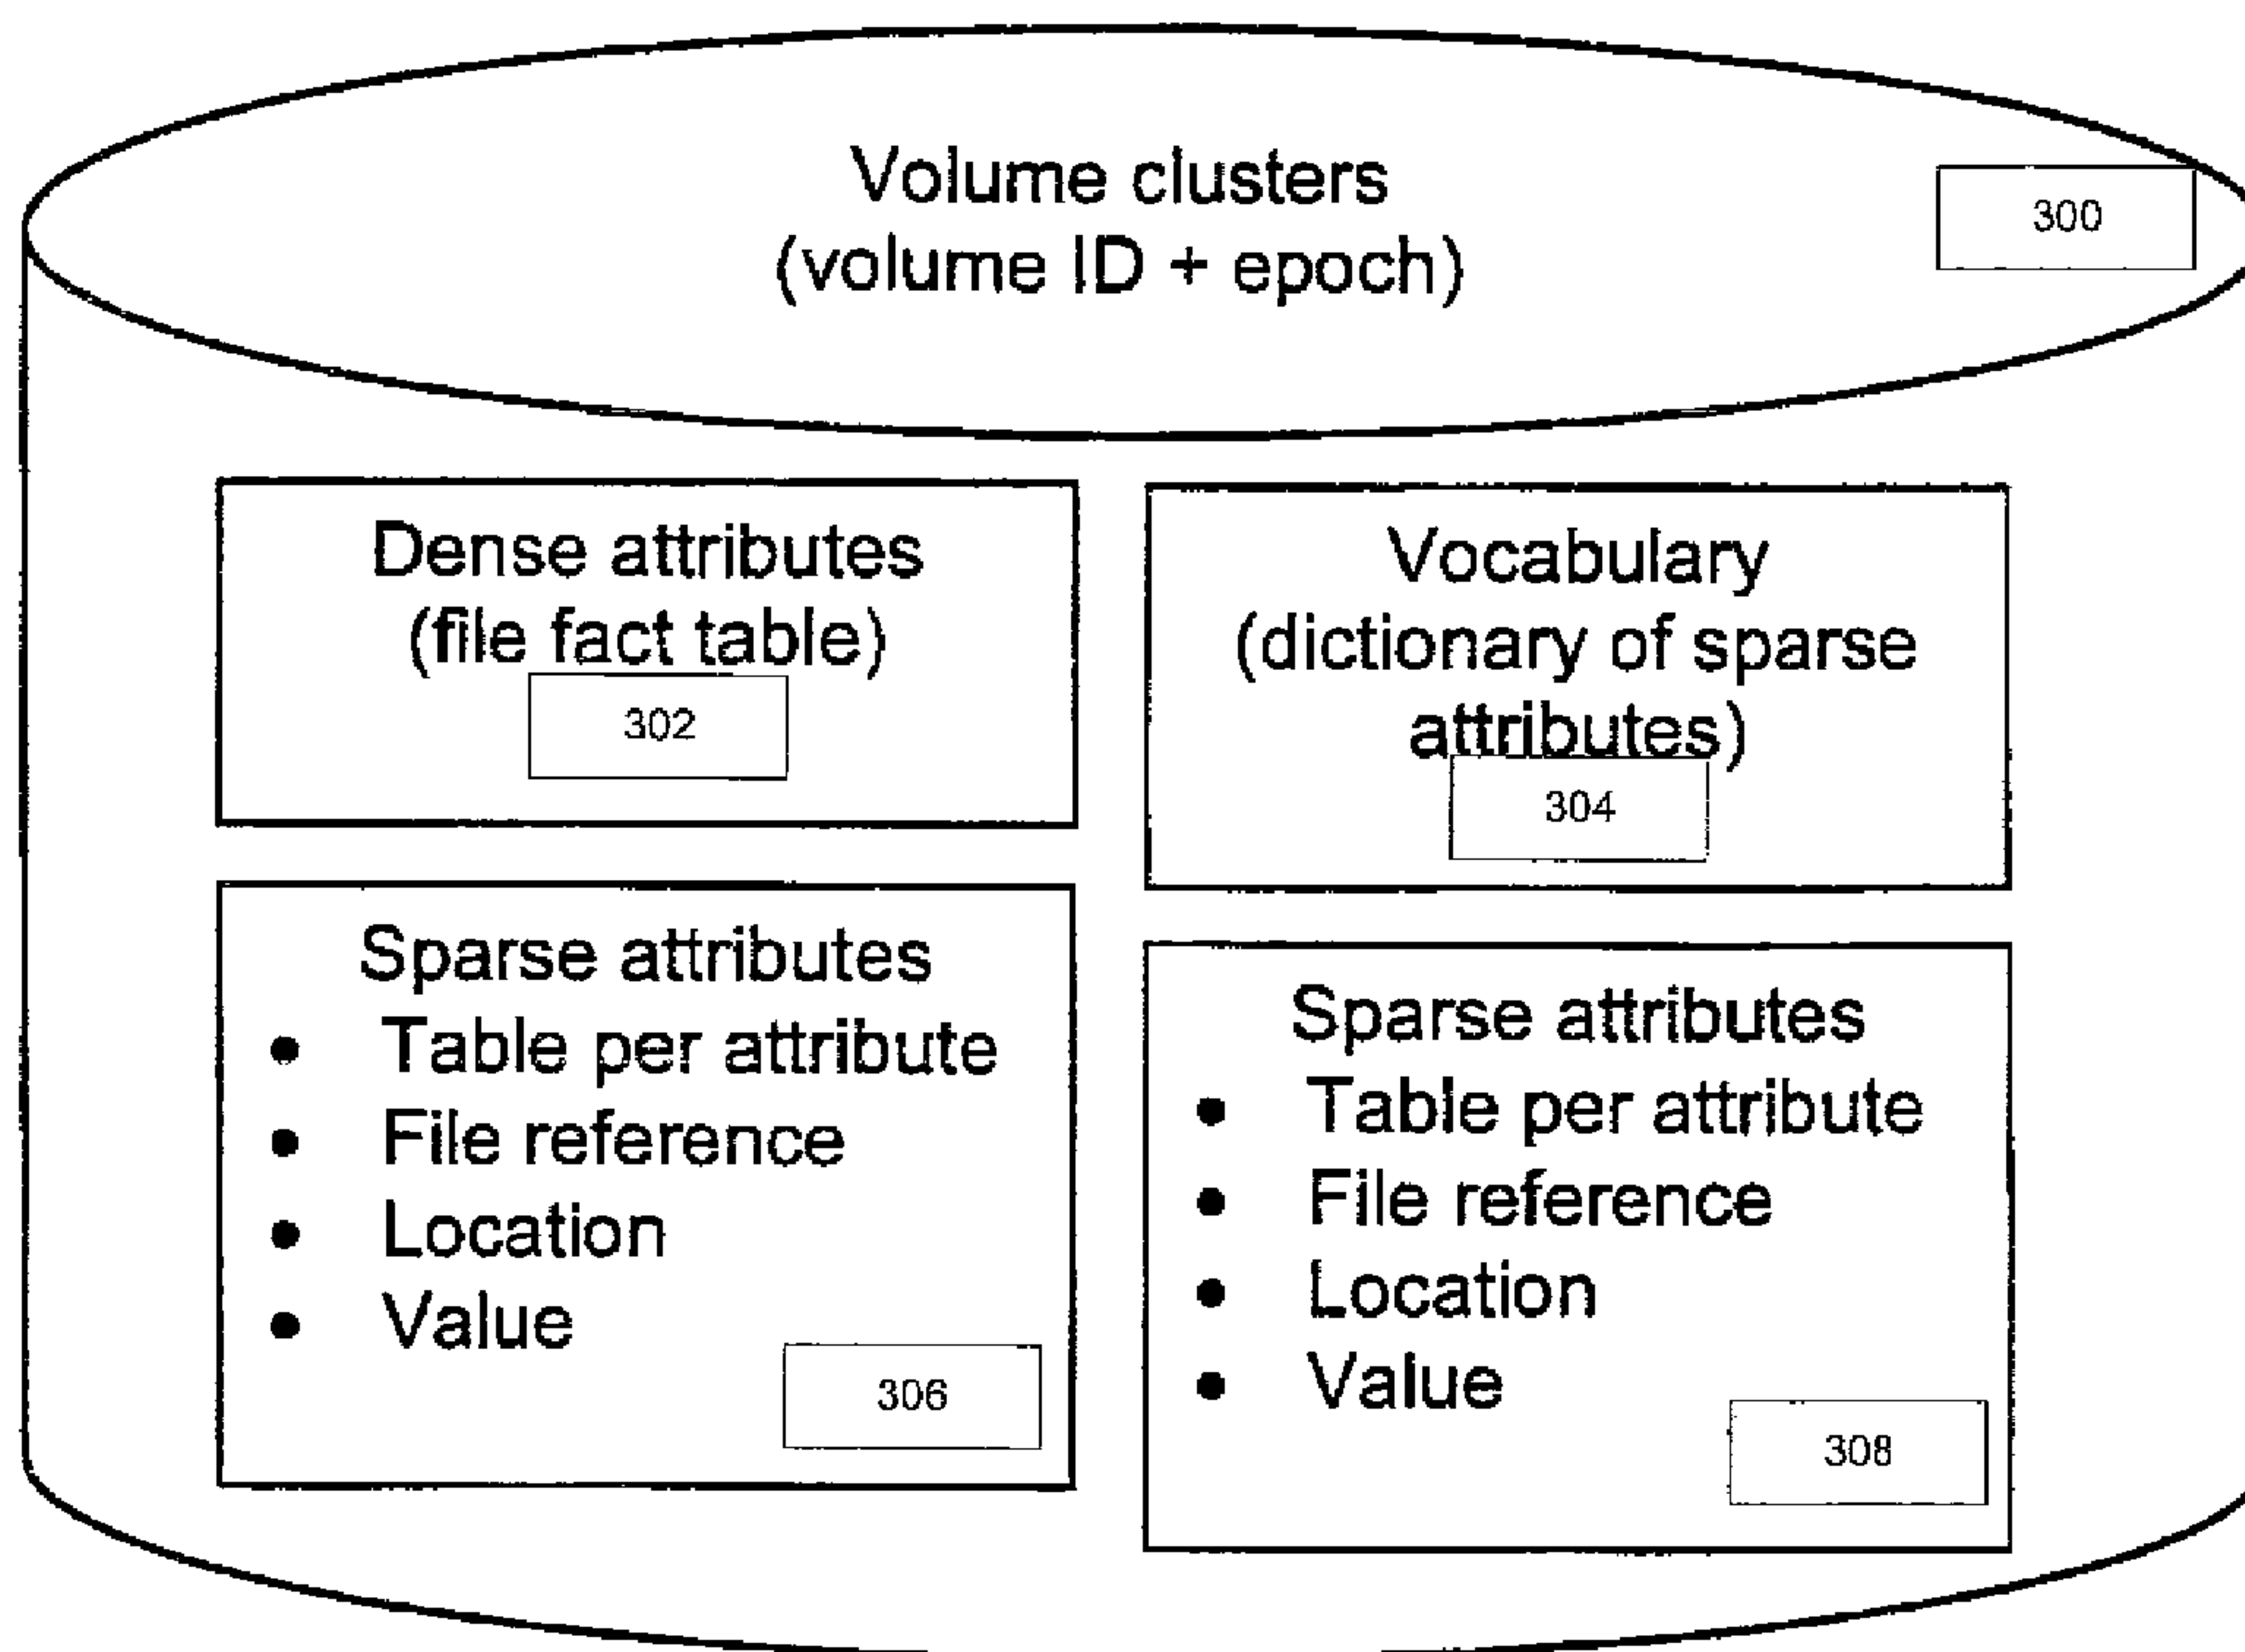 Volume clusters
(volume ID + epoch)
300
Dense attributes
(file fact table)
302
Vocabulary
(dictionary of sparse
attributes)
304
Sparse attributes
• Table per attribute
• File reference
• Location
• Value
306
Sparse attributes
• Table per attribute
• File reference
• Location
• Value
308